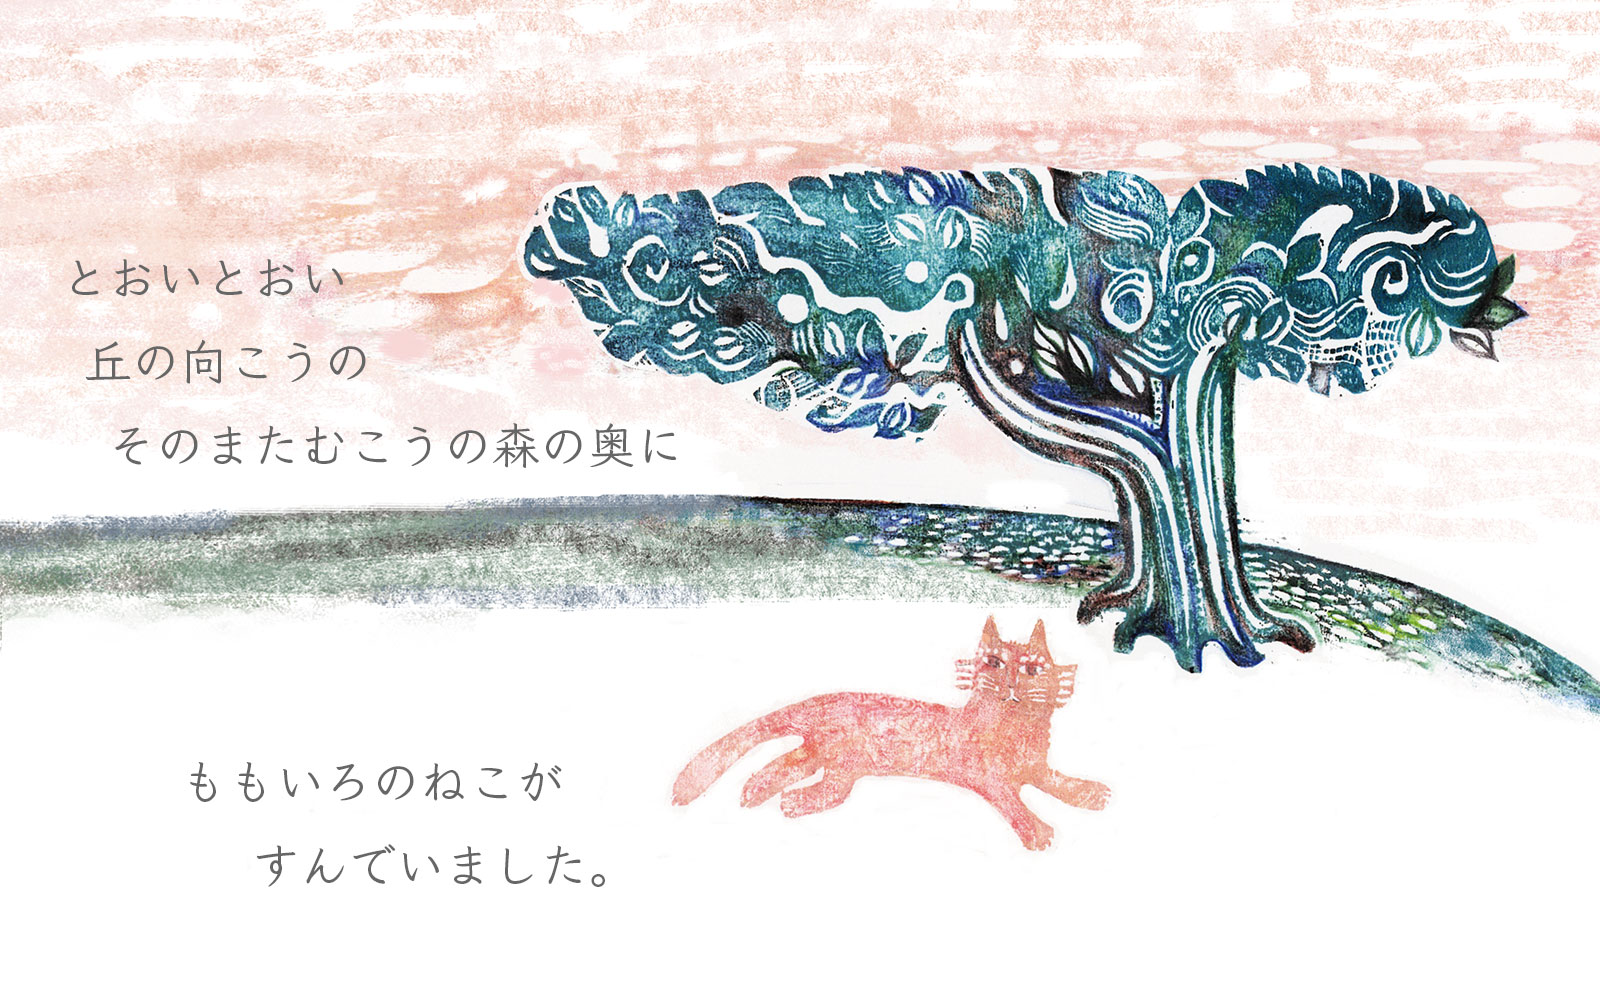 とおいとおい
丘の向こうの
そのまたむこうの森の奥に
ももいろのねこが
すんでいました。